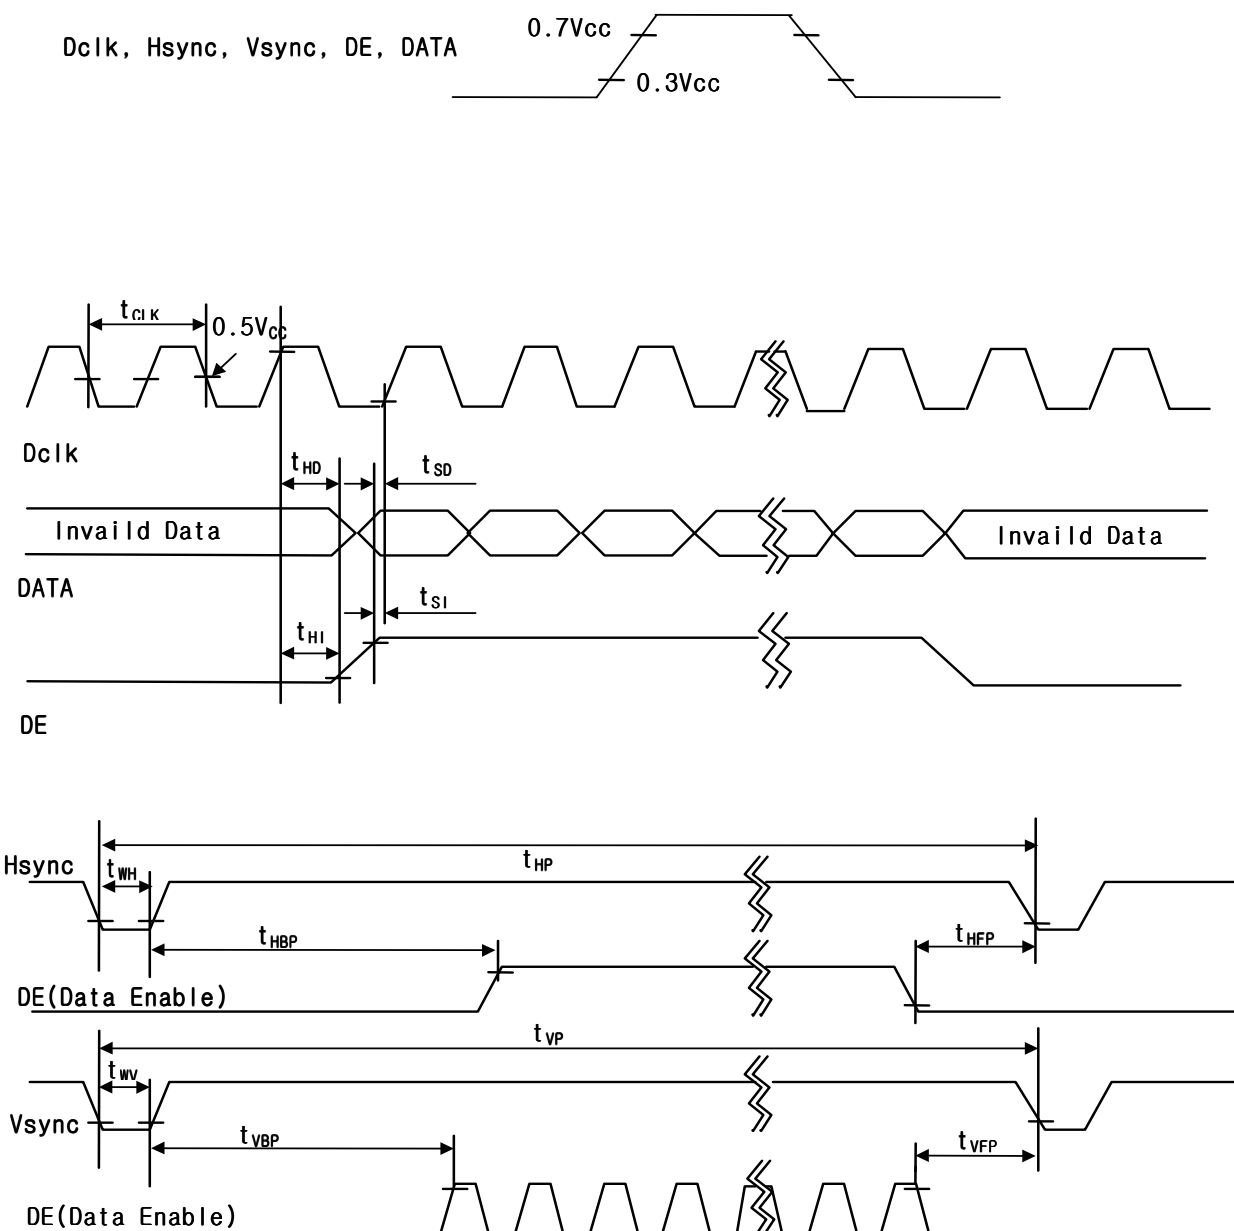 0.7Vcc
Dclk, Hsync, Vsync, DE, DATA
0.3Vcc
tCLK
0.5Vcc
Dclk
tHD
tSD
Invaild Data
Invaild Data
DATA
tSI
tHI
DE
tHP
Hsync
tWH
tHBP
tHFP
DE(Data Enable)
tVP
tWV
Vsync
tVBP
tVFP
DE(Data Enable)